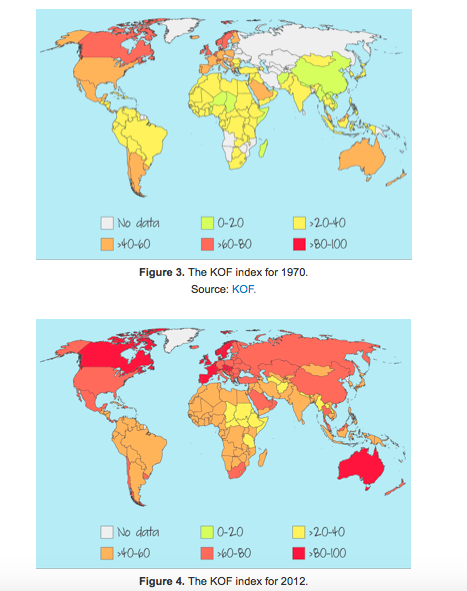 No data 0-20 >20-40
>40-60 >60-80 >80-100
Figure 3. The KOF index for 1970.
Source: KOF.
No data 0-20 >20-40
>40-60 >60-80 >80-100
Figure 4. The KOF index for 2012.